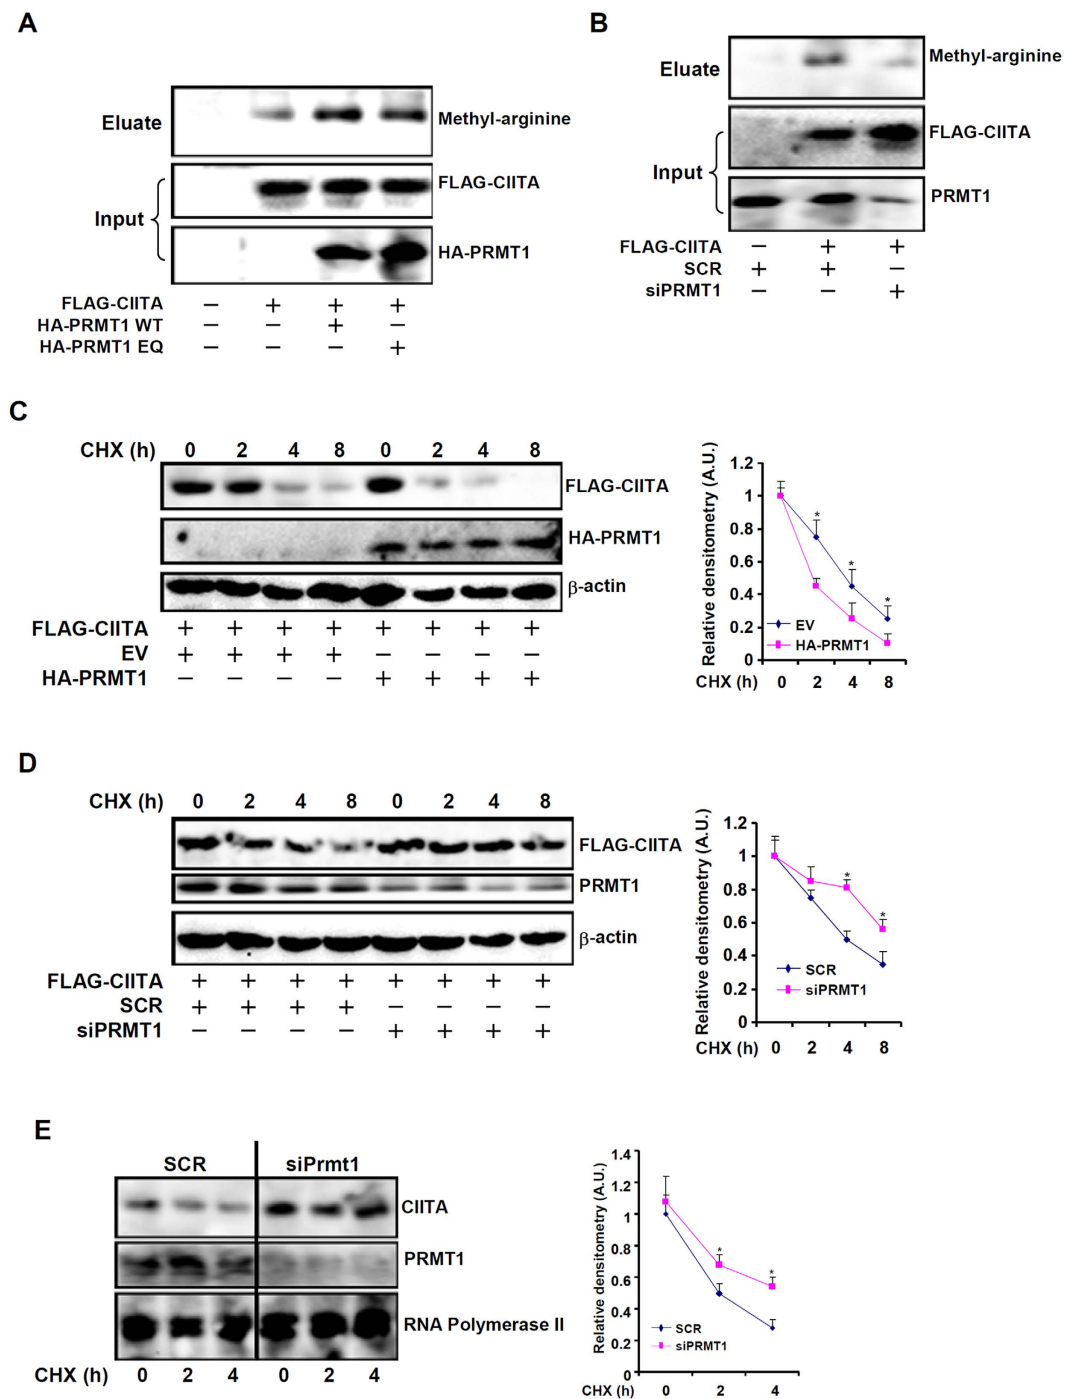 A
Eluate
Methyl-arginine
FLAG-CIITA
Input
HA-PRMT1
FLAG-CIITA − + + +
HA-PRMT1 WT − − + −
HA-PRMT1 EQ − − − +
B
Eluate
Methyl-arginine
FLAG-CIITA
Input
PRMT1
FLAG-CIITA − + +
SCR + + −
siPRMT1 − − +
C
CHX (h) 0 2 4 8 0 2 4 8
FLAG-CIITA
HA-PRMT1
β-actin
FLAG-CIITA + + + + + + + +
EV + + + + − − − −
HA-PRMT1 − − − − + + + +
Relative densitometry (A.U.)
1.2
1
0.8
0.6
0.4
0.2
0
* * *
EV
HA-PRMT1
CHX (h) 0 2 4 8
D
CHX (h) 0 2 4 8 0 2 4 8
FLAG-CIITA
PRMT1
β-actin
FLAG-CIITA + + + + + + + +
SCR + + + + − − − −
siPRMT1 − − − − + + + +
Relative densitometry (A.U.)
1.2
1
0.8
0.6
0.4
0.2
0
* *
SCR
siPRMT1
CHX (h) 0 2 4 8
E
SCR siPrmt1
CIITA
PRMT1
RNA Polymerase II
CHX (h) 0 2 4 0 2 4
Relative densitometry (A.U.)
1.4
1.2
1
0.8
0.6
0.4
0.2
0
* *
SCR
siPRMT1
CHX (h) 0 2 4